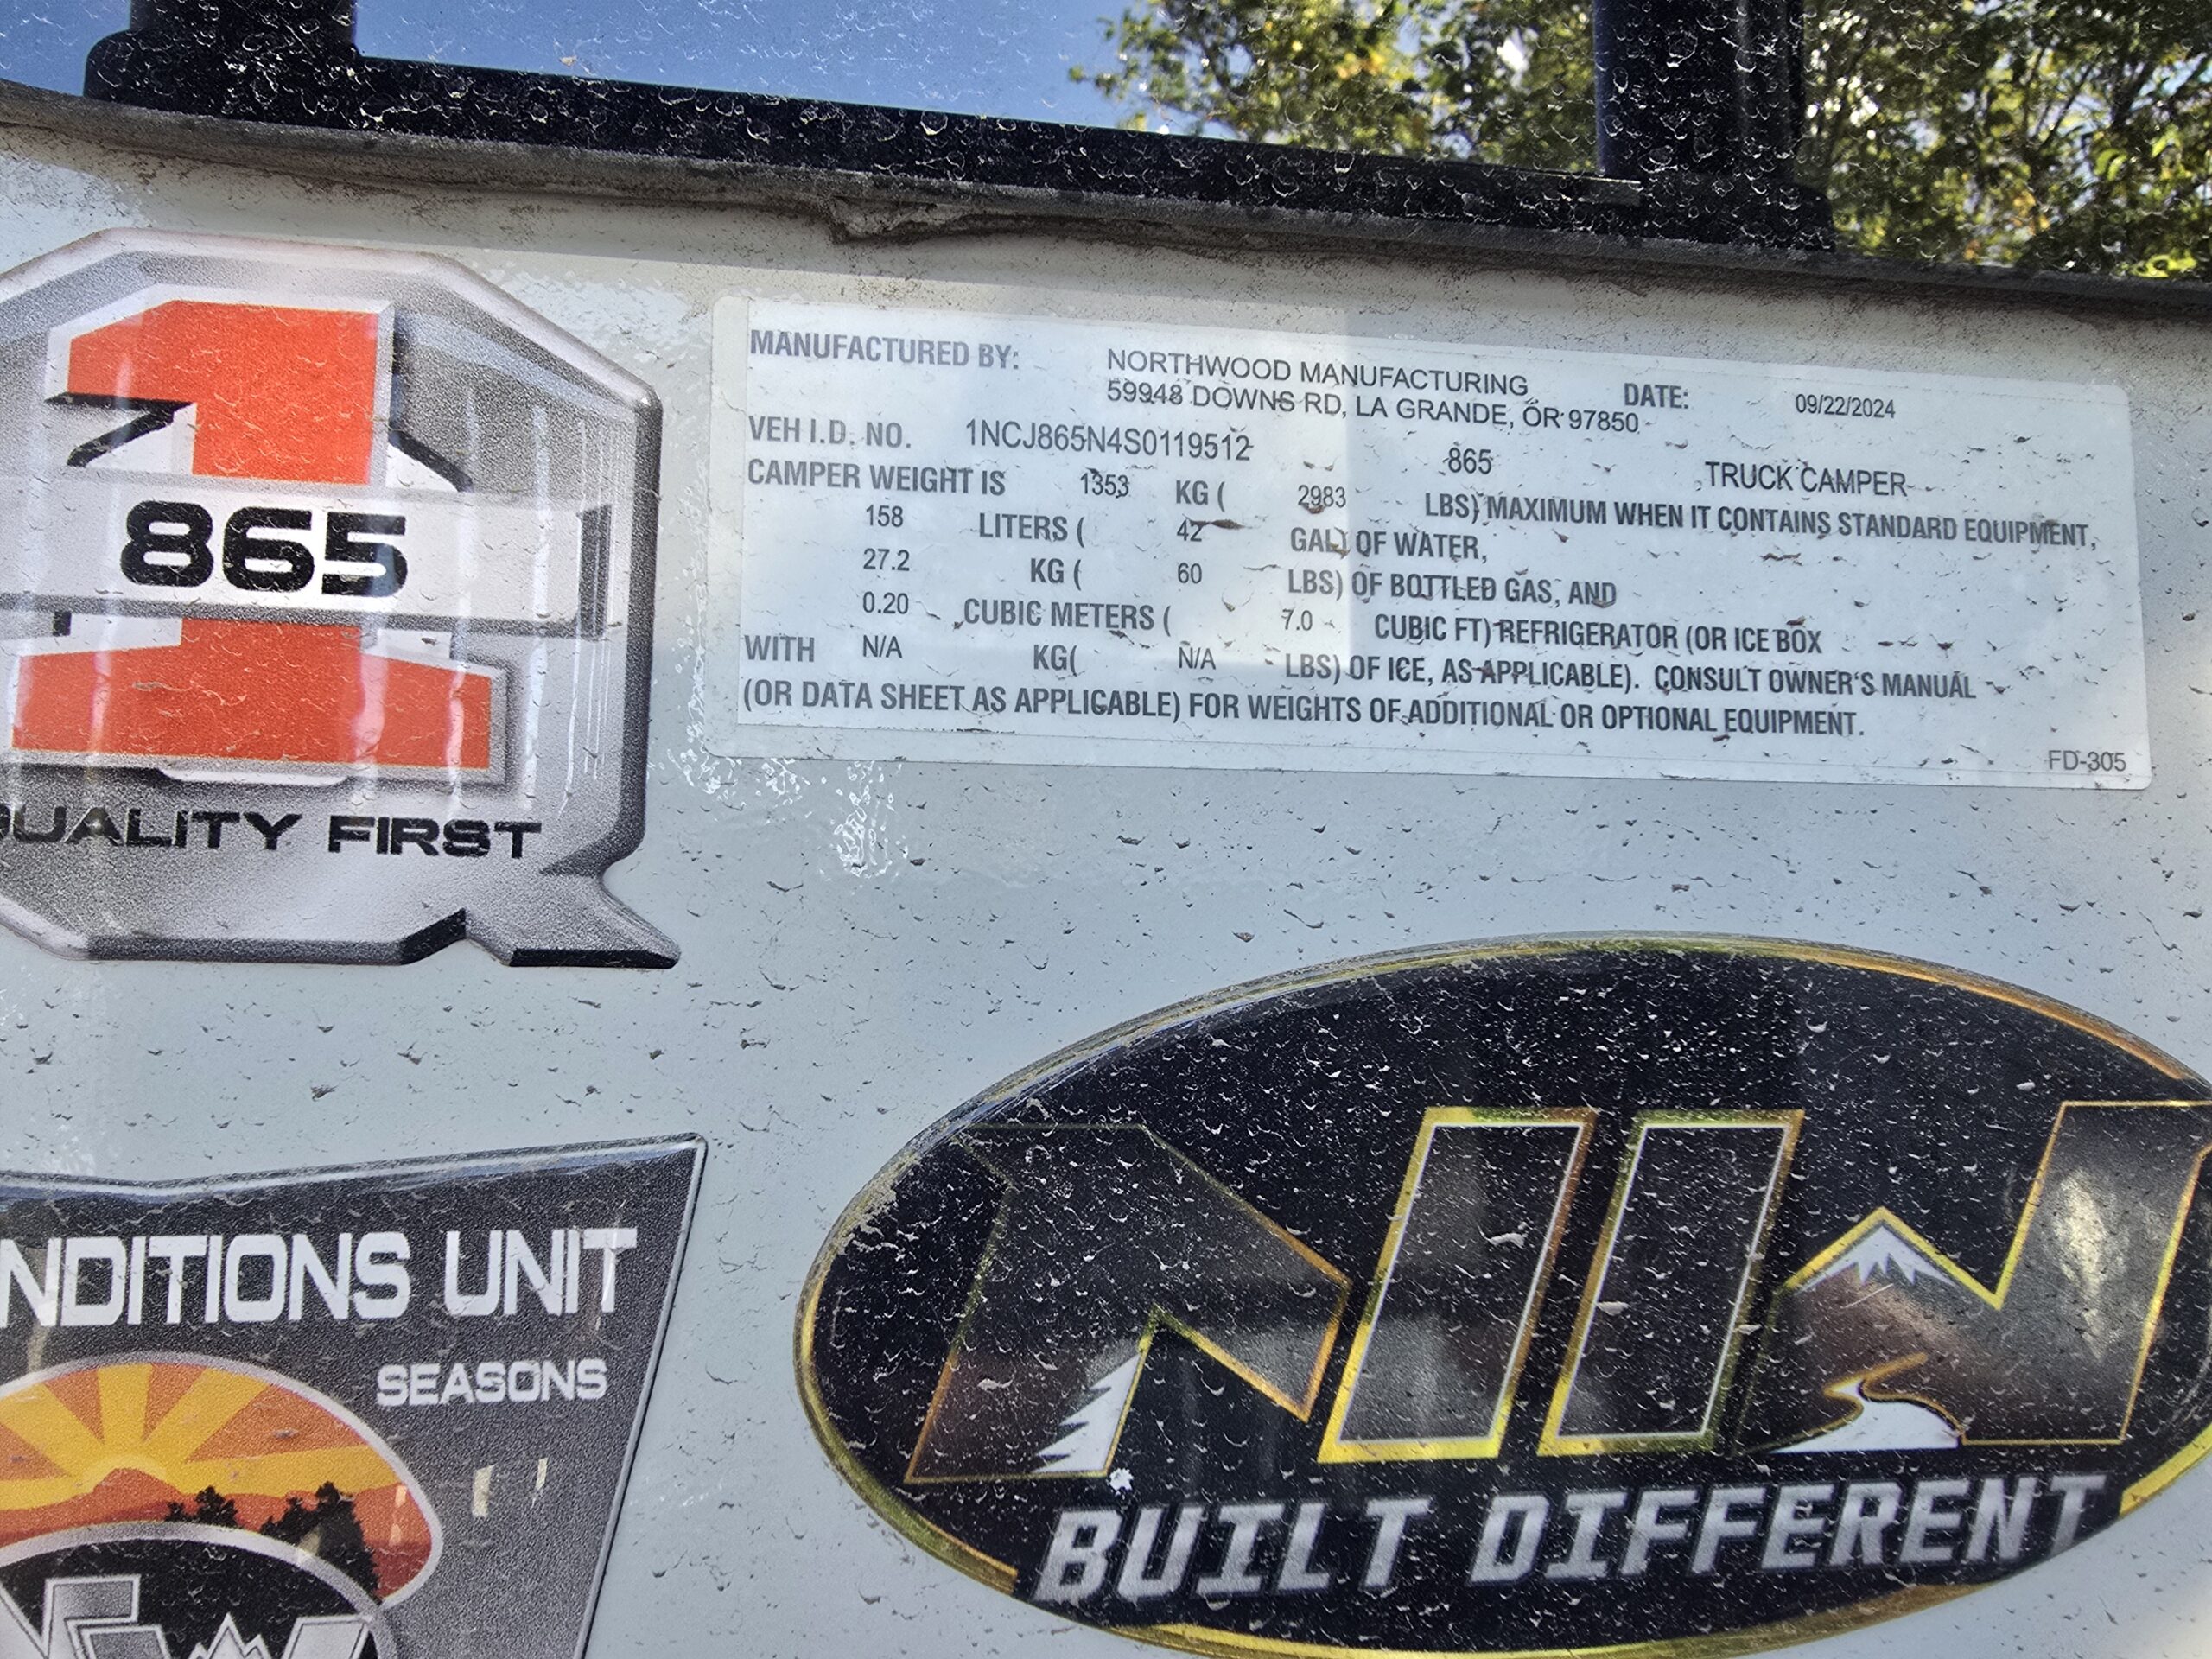 MANUFACTURED BY: NORTHWOOD MANUFACTURING DATE: 09/22/2024
59948 DOWNS RD, LA GRANDE, OR 97850
VEH I.D. NO. 1NCJ865N4S0119512 865 TRUCK CAMPER
CAMPER WEIGHT IS 1353 KG ( 2983 LBS) MAXIMUM WHEN IT CONTAINS STANDARD EQUIPMENT,
158 LITERS ( 42 GAL) OF WATER,
27.2 KG ( 60 LBS) OF BOTTLED GAS, AND
0.20 CUBIC METERS ( 7.0 CUBIC FT) REFRIGERATOR (OR ICE BOX
WITH N/A KG( N/A LBS) OF ICE, AS APPLICABLE). CONSULT OWNER'S MANUAL
(OR DATA SHEET AS APPLICABLE) FOR WEIGHTS OF ADDITIONAL OR OPTIONAL EQUIPMENT.
FD-305
1
865
QUALITY FIRST
NDITIONS UNIT
SEASONS
NW
BUILT DIFFERENT